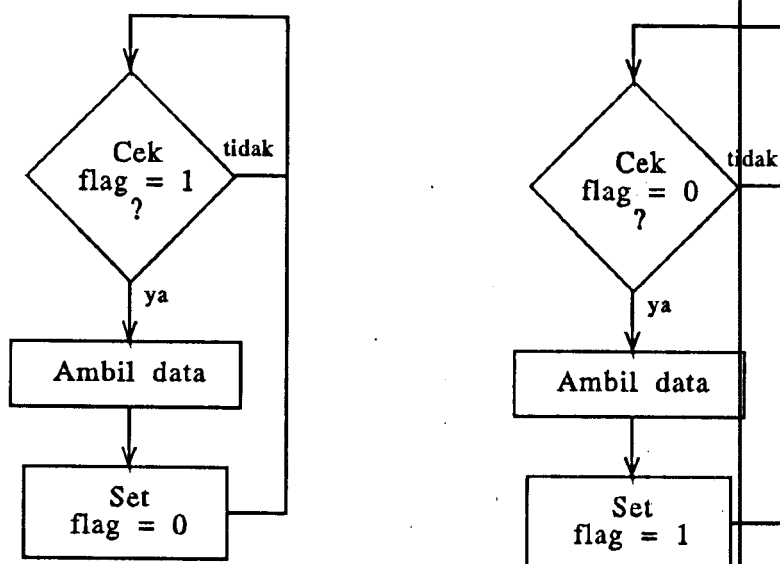 Cek
flag = 1
?
tidak
ya
Ambil data
Set
flag = 0
Cek
flag = 0
?
tidak
ya
Ambil data
Set
flag = 1